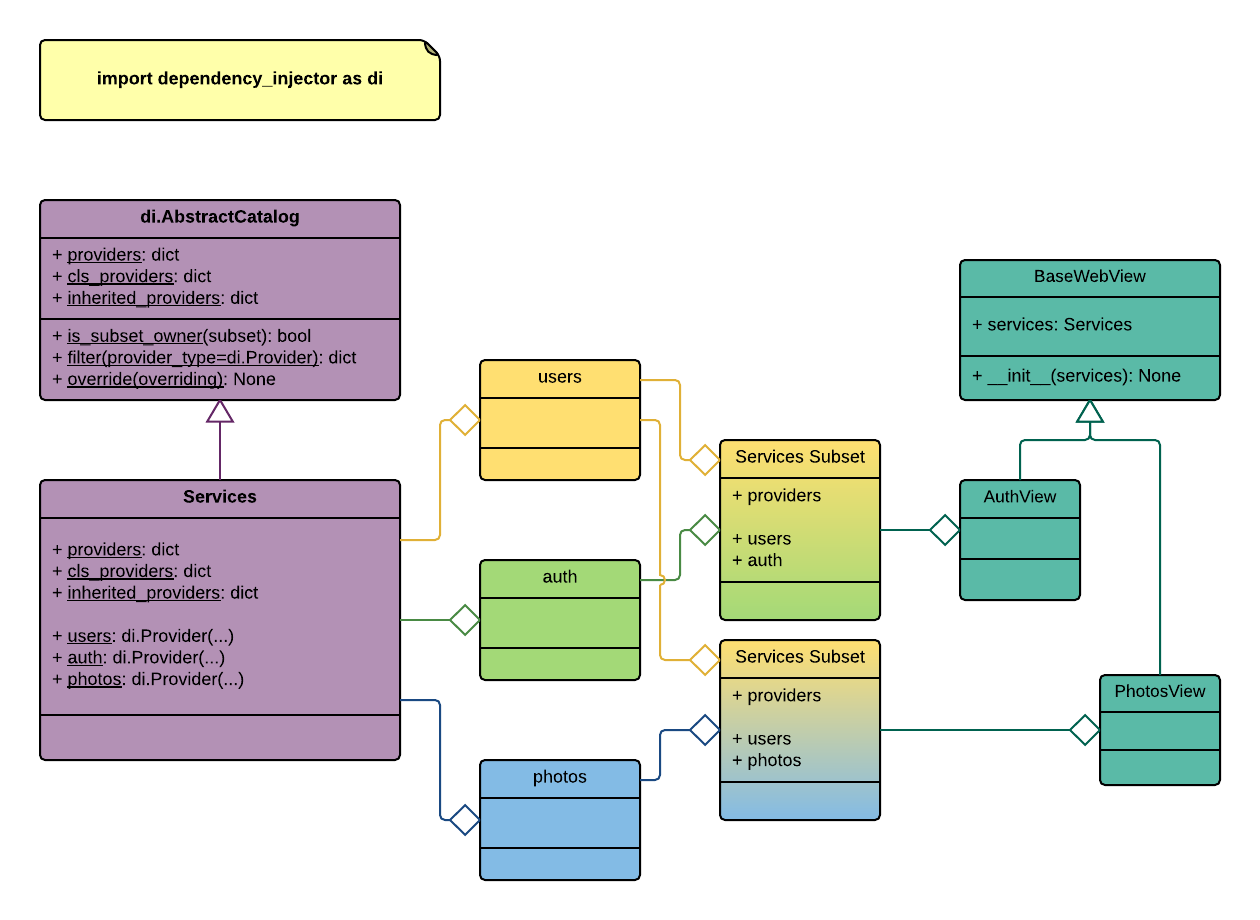 import dependency_injector as di
di.AbstractCatalog
+ providers: dict
+ cls_providers: dict
+ inherited_providers: dict
+ is_subset_owner(subset): bool
+ filter(provider_type=di.Provider): dict
+ override(overriding): None
Services
+ providers: dict
+ cls_providers: dict
+ inherited_providers: dict
+ users: di.Provider(...)
+ auth: di.Provider(...)
+ photos: di.Provider(...)
users
auth
photos
Services Subset
+ providers
+ users
+ auth
Services Subset
+ providers
+ users
+ photos
BaseWebView
+ services: Services
+ __init__(services): None
AuthView
PhotosView